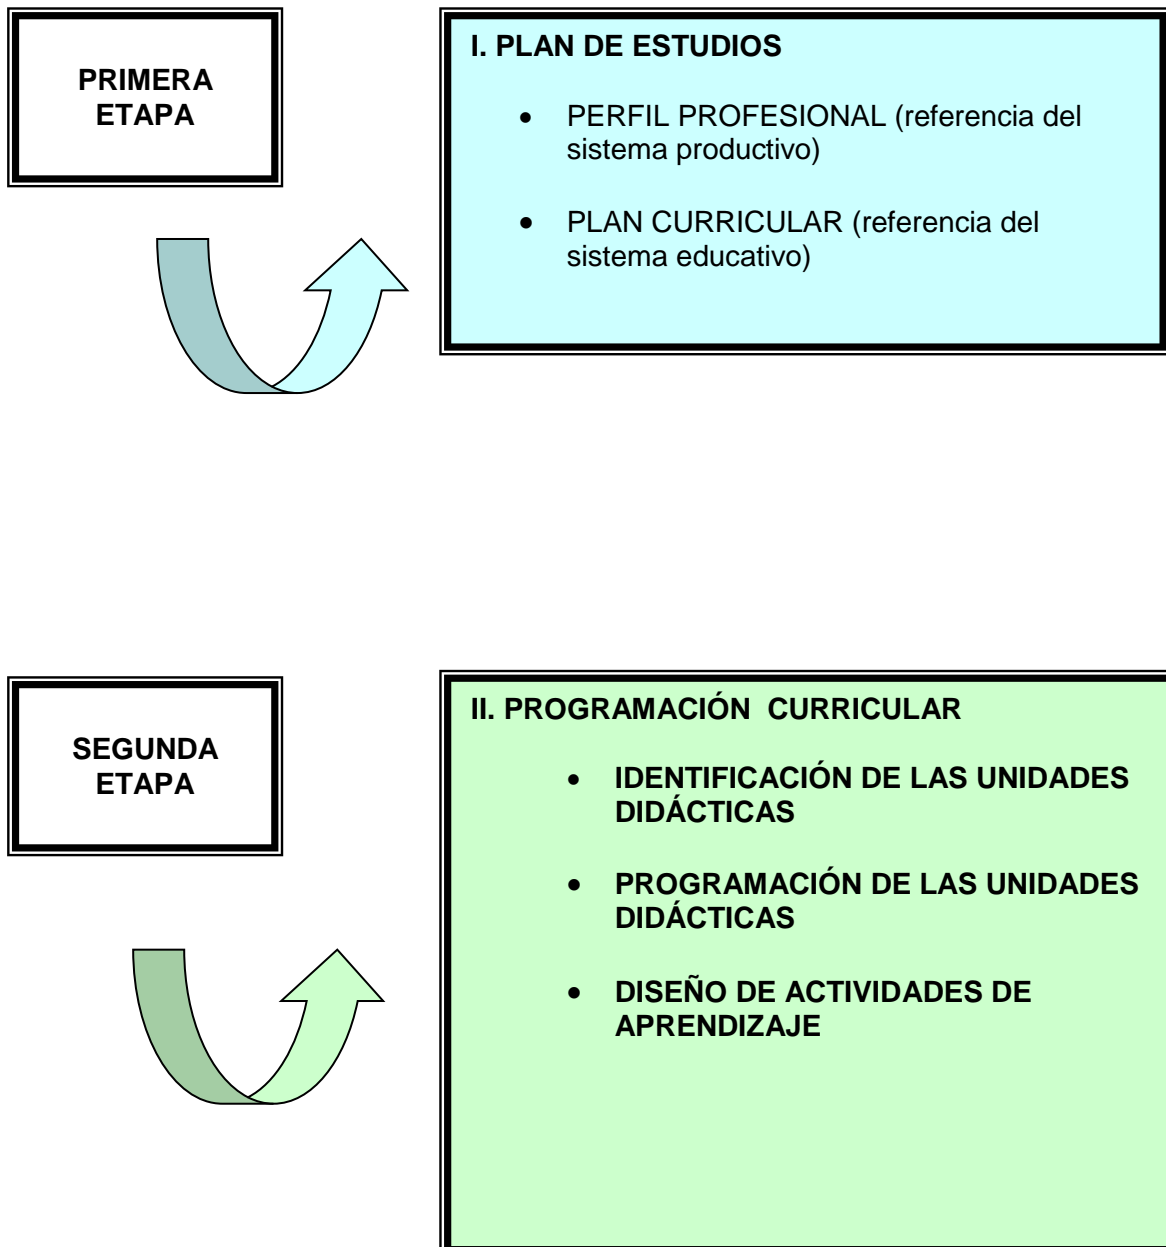 PRIMERA
ETAPA
I. PLAN DE ESTUDIOS
• PERFIL PROFESIONAL (referencia del
sistema productivo)
• PLAN CURRICULAR (referencia del
sistema educativo)
SEGUNDA
ETAPA
II. PROGRAMACIÓN CURRICULAR
• IDENTIFICACIÓN DE LAS UNIDADES
DIDÁCTICAS
• PROGRAMACIÓN DE LAS UNIDADES
DIDÁCTICAS
• DISEÑO DE ACTIVIDADES DE
APRENDIZAJE